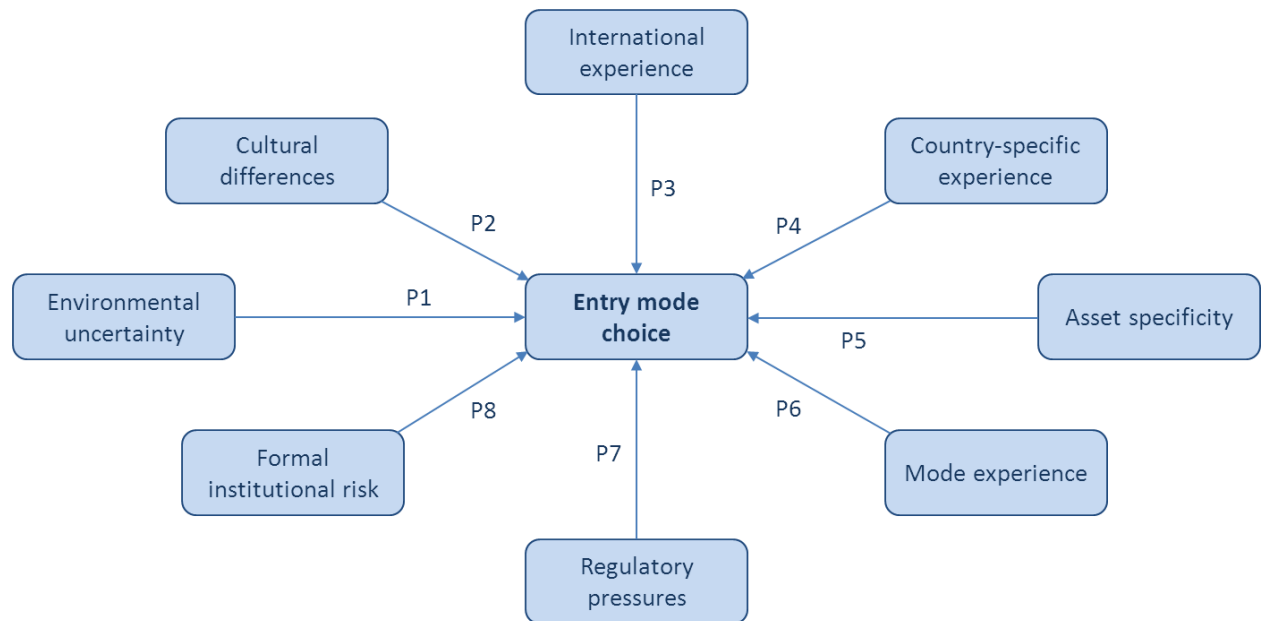 International
experience
Cultural
differences
Country-specific
experience
P3
P2
P4
Environmental
uncertainty
P1
Entry mode
choice
Asset specificity
P5
P8
P6
Formal
institutional risk
P7
Mode experience
Regulatory
pressures